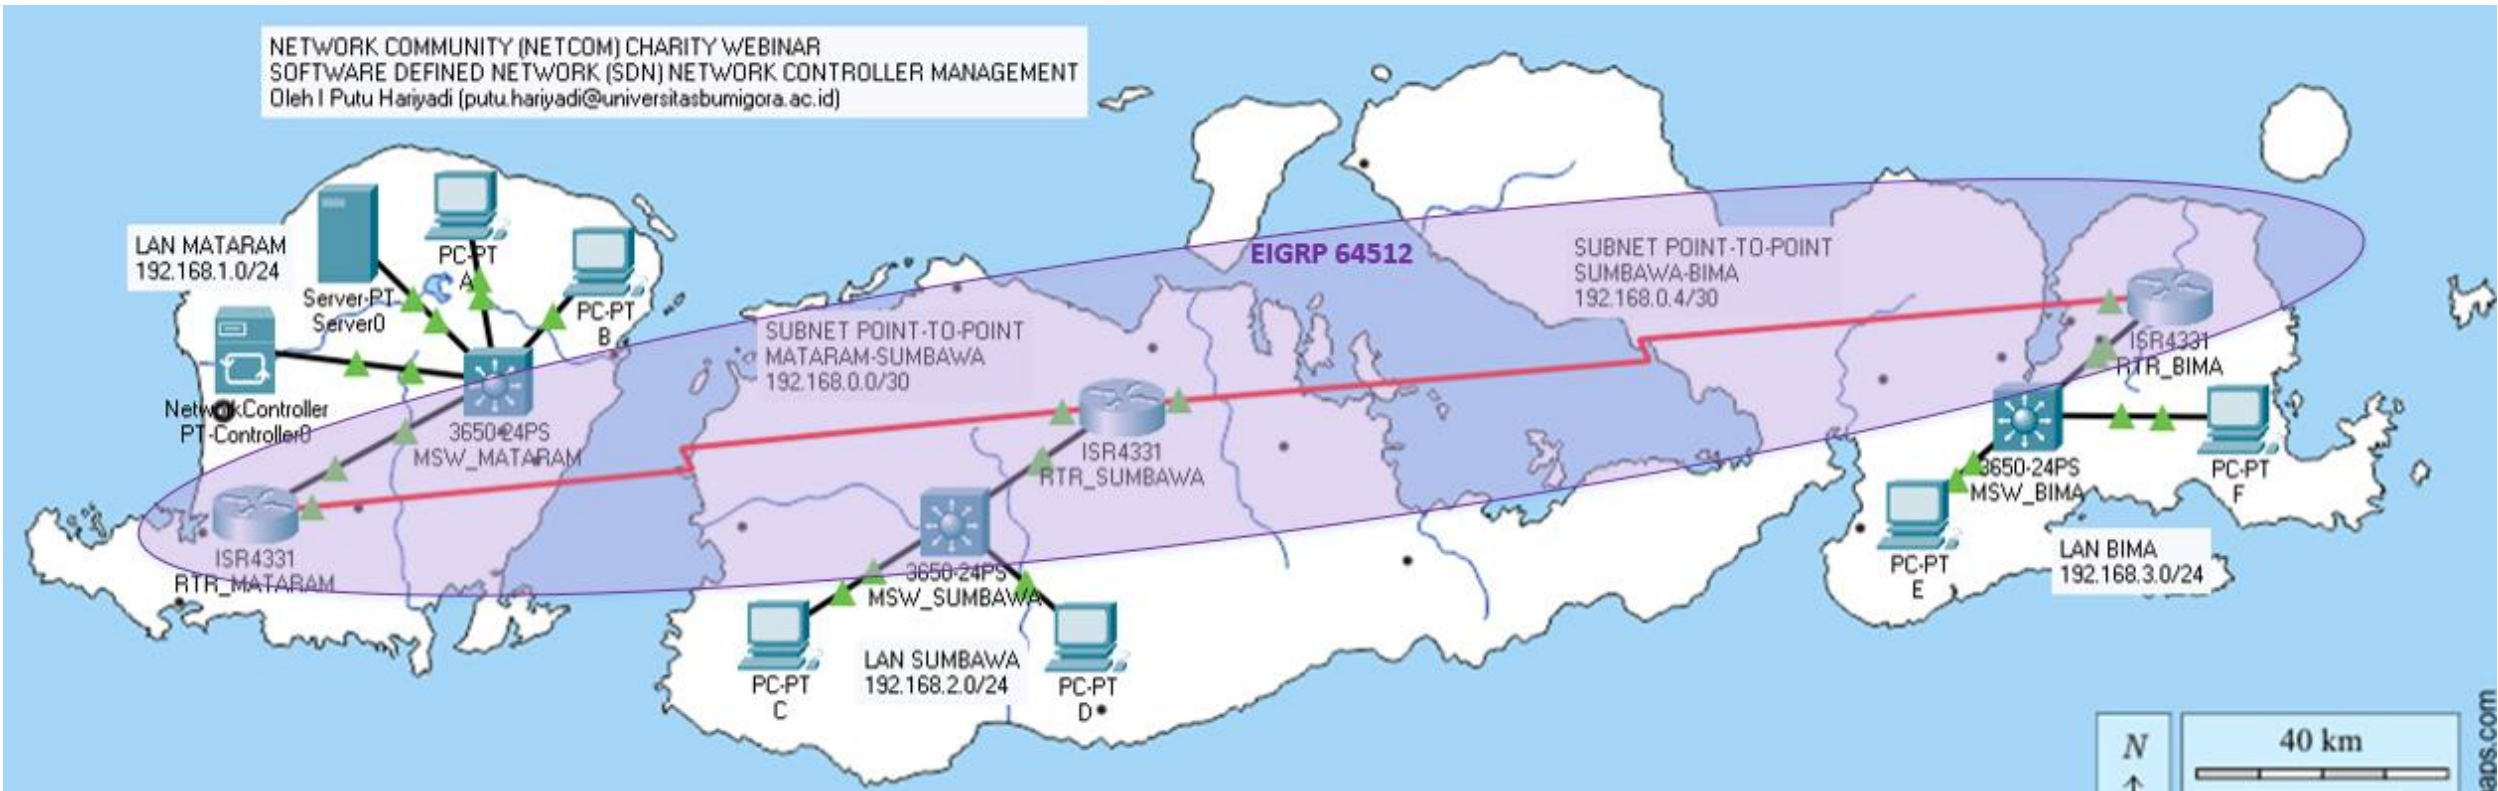 NETWORK COMMUNITY (NETCOM) CHARITY WEBINAR
SOFTWARE DEFINED NETWORK (SDN) NETWORK CONTROLLER MANAGEMENT
Oleh I Putu Hariyadi (putu.hariyadi@universitasbumigora.ac.id)
LAN MATARAM
192.168.1.0/24
Server-PT
Server0
PC-PT
A
PC-PT
B
NetworkController
PT-Controller0
3650-24PS
MSW_MATARAM
ISR4331
RTR_MATARAM
SUBNET POINT-TO-POINT
MATARAM-SUMBAWA
192.168.0.0/30
EIGRP 64512
ISR4331
RTR_SUMBAWA
3650-24PS
MSW_SUMBAWA
PC-PT
C
LAN SUMBAWA
192.168.2.0/24
PC-PT
D
SUBNET POINT-TO-POINT
SUMBAWA-BIMA
192.168.0.4/30
ISR4331
RTR_BIMA
3650-24PS
MSW_BIMA
PC-PT
F
PC-PT
E
LAN BIMA
192.168.3.0/24
N
40 km
aps.com